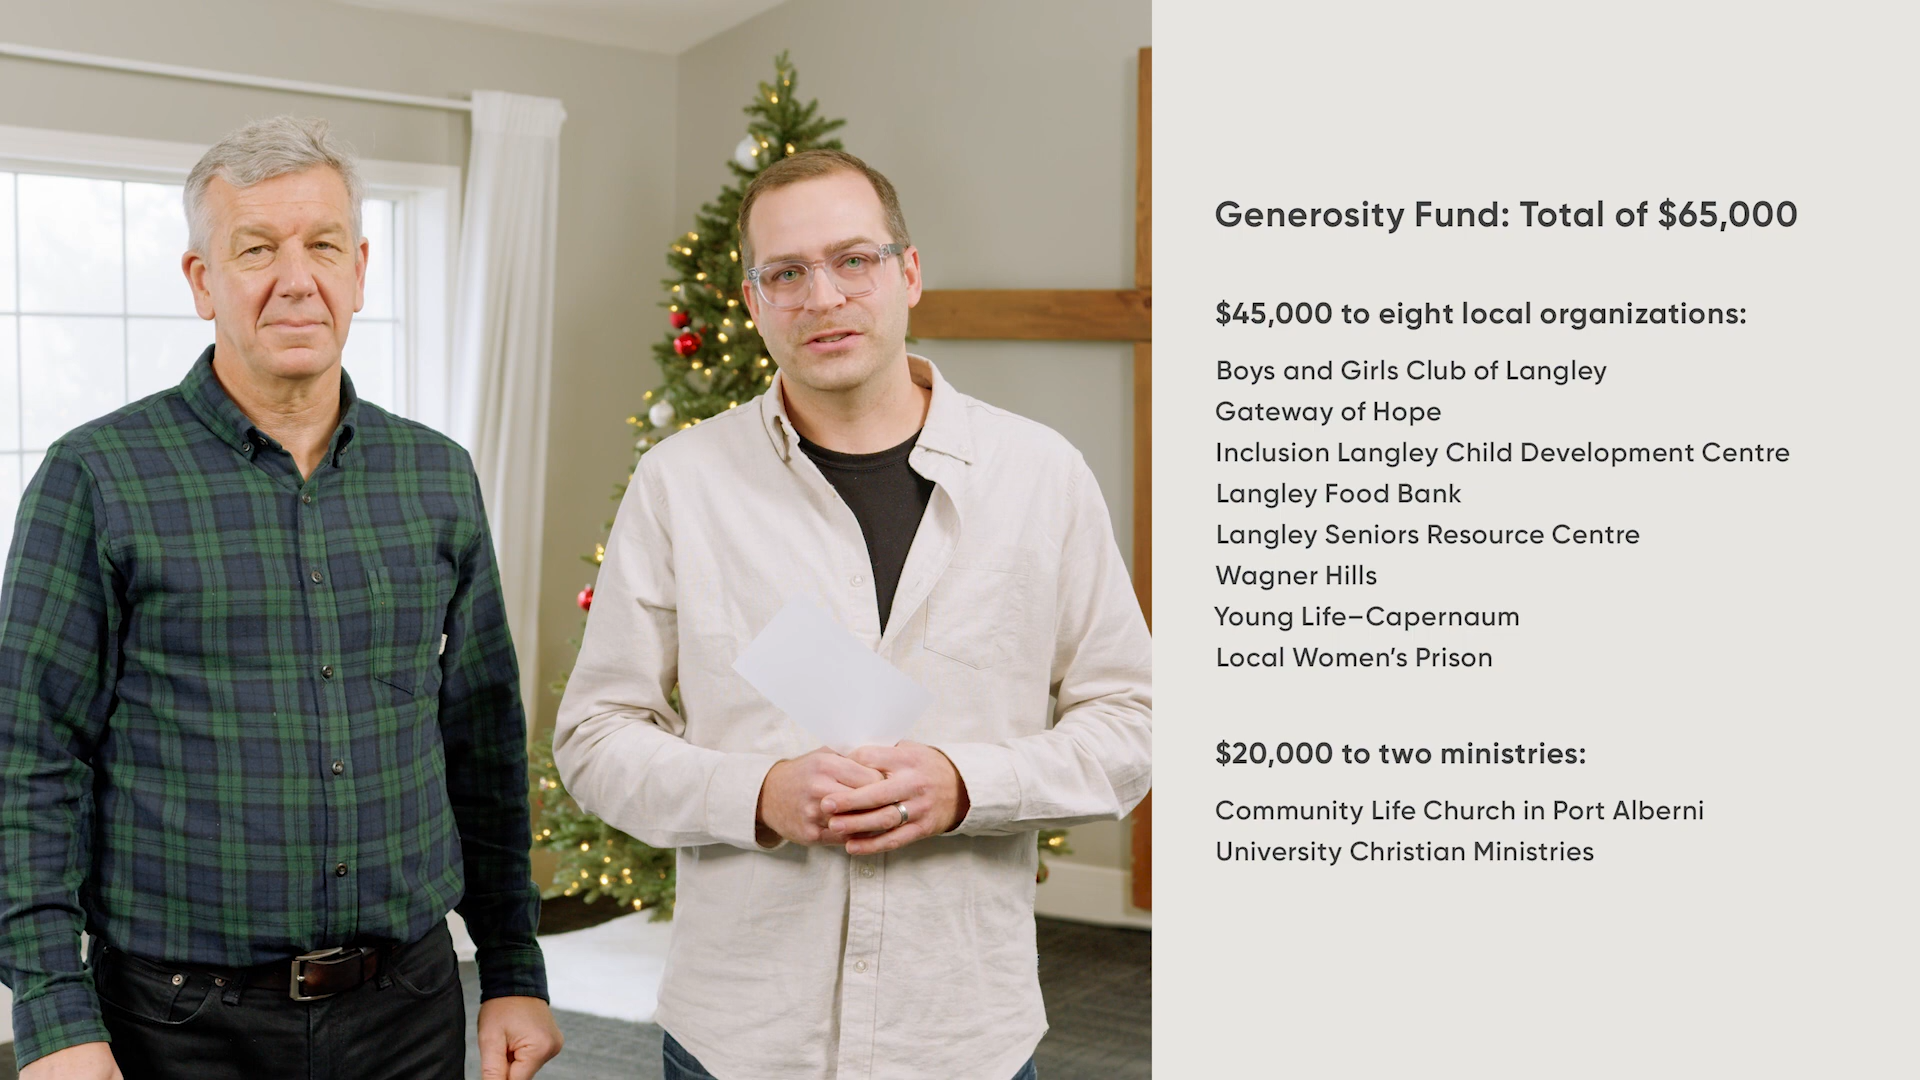 Generosity Fund: Total of $65,000
$45,000 to eight local organizations:
Boys and Girls Club of Langley
Gateway of Hope
Inclusion Langley Child Development Centre
Langley Food Bank
Langley Seniors Resource Centre
Wagner Hills
Young Life–Capernaum
Local Women’s Prison
$20,000 to two ministries:
Community Life Church in Port Alberni
University Christian Ministries